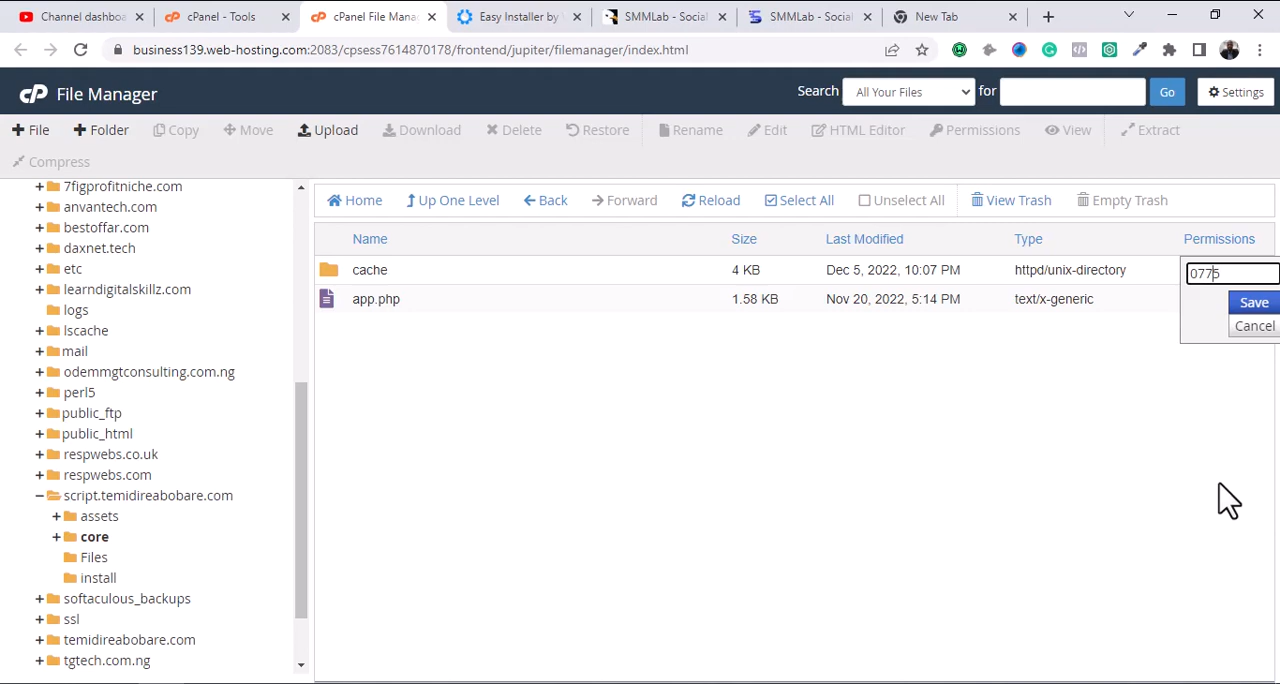 Channel dashboa
cPanel - Tools
cPanel File Mana
Easy Installer by
SMMLab - Social
SMMLab - Social
New Tab
business139.web-hosting.com:2083/cpsess7614870178/frontend/jupiter/filemanager/index.html
cP File Manager
Search All Your Files for Go Settings
File Folder Copy Move Upload Download Delete Restore Rename Edit HTML Editor Permissions View Extract
Compress
Home Up One Level Back Forward Reload Select All Unselect All View Trash Empty Trash
7figprofitniche.com
anvantech.com
bestoffar.com
daxnet.tech
etc
learndigitalskillz.com
logs
lscache
mail
odemmgtconsulting.com.ng
perl5
public_ftp
public_html
respwebs.co.uk
respwebs.com
script.temidireabobare.com
assets
core
Files
install
softaculous_backups
ssl
temidireabobare.com
tgtech.com.ng
Name Size Last Modified Type Permissions
cache 4 KB Dec 5, 2022, 10:07 PM httpd/unix-directory 0775
app.php 1.58 KB Nov 20, 2022, 5:14 PM text/x-generic
Save
Cancel